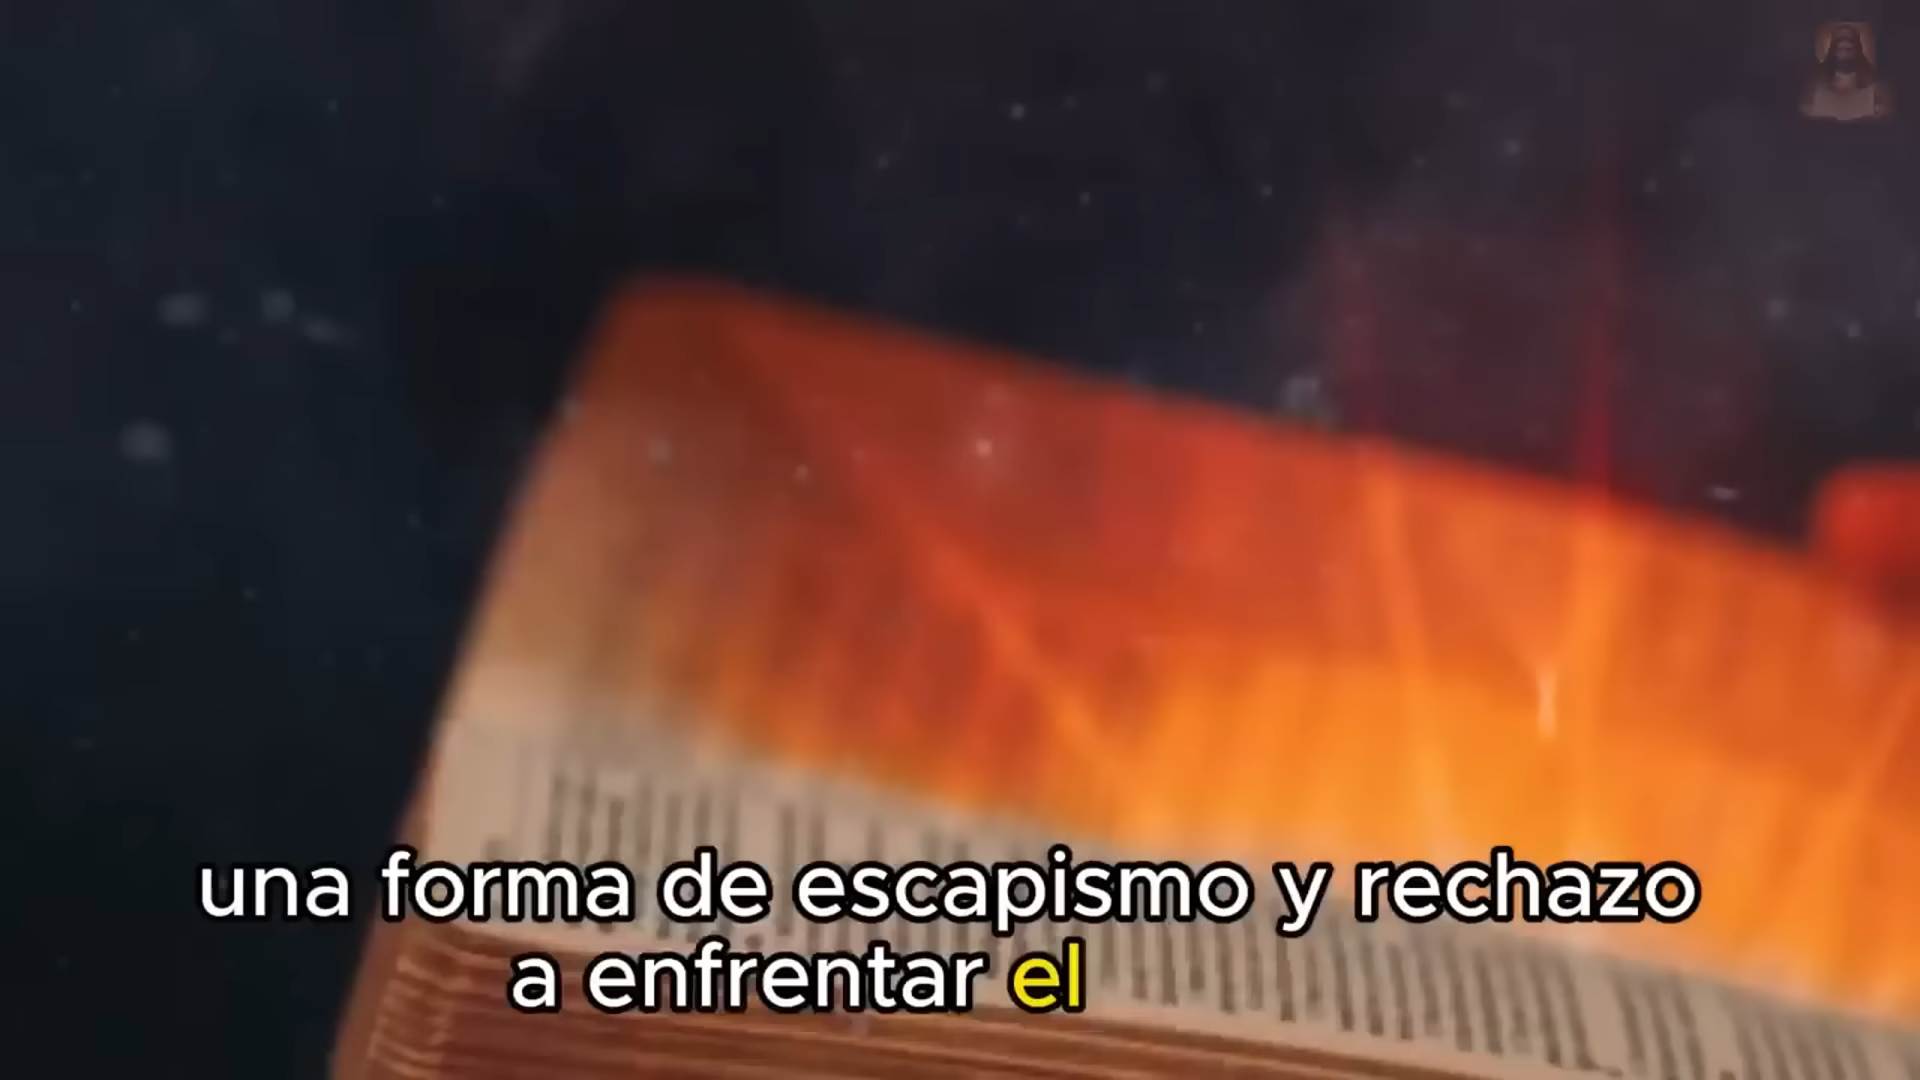 una forma de escapismo y rechazo
a enfrentar el